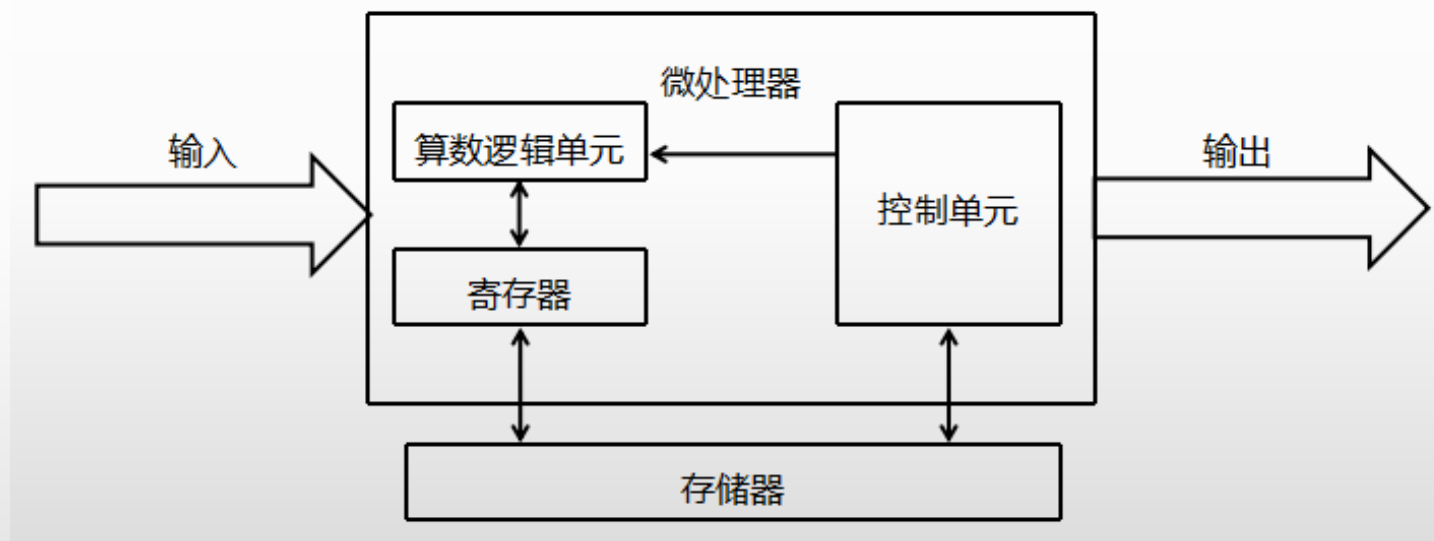 微处理器
输入
算数逻辑单元
输出
控制单元
寄存器
存储器